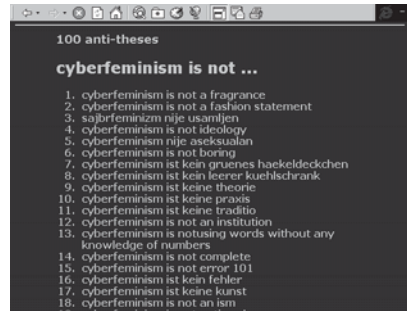 100 anti-theses
cyberfeminism is not ...
1. cyberfeminism is not a fragrance
2. cyberfeminism is not a fashion statement
3. sajbrfeminizm nije usamljen
4. cyberfeminism is not ideology
5. cyberfeminism nije aseksualan
6. cyberfeminism is not boring
7. cyberfeminism ist kein gruenes haekeldeckchen
8. cyberfeminism ist kein leerer kuehlschrank
9. cyberfeminism ist keine theorie
10. cyberfeminism ist keine praxis
11. cyberfeminism ist keine traditio
12. cyberfeminism is not an institution
13. cyberfeminism is notusing words without any
knowledge of numbers
14. cyberfeminism is not complete
15. cyberfeminism is not error 101
16. cyberfeminism ist kein fehler
17. cyberfeminism ist keine kunst
18. cyberfeminism is not an ism